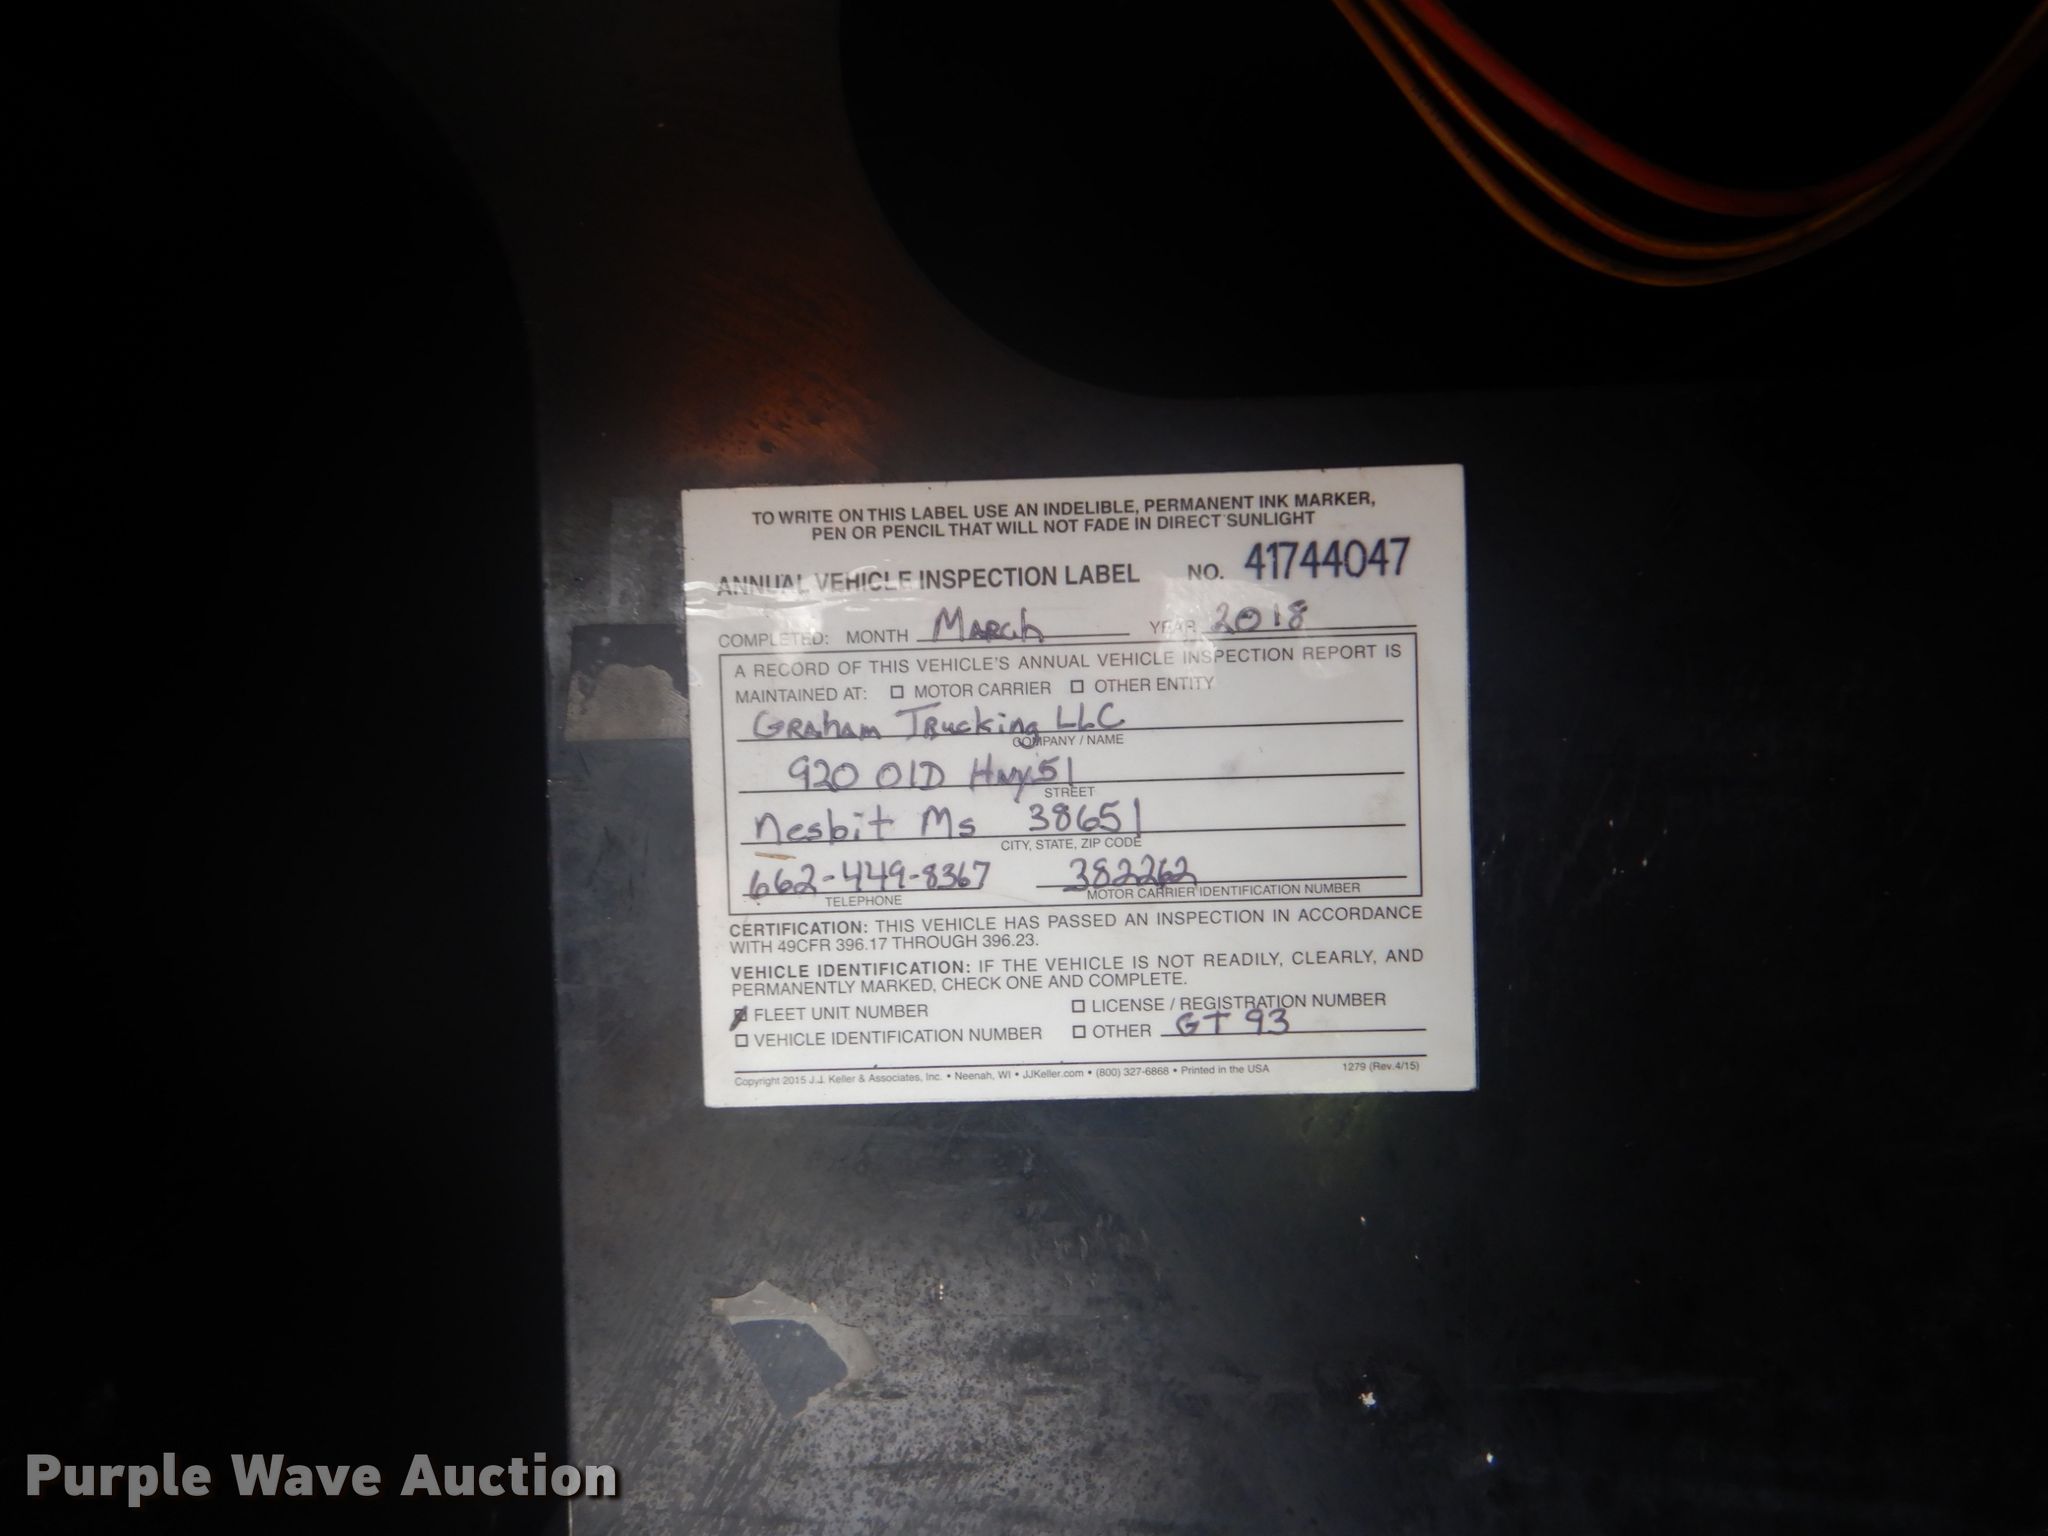 TO WRITE ON THIS LABEL USE AN INDELIBLE, PERMANENT INK MARKER,
PEN OR PENCIL THAT WILL NOT FADE IN DIRECT SUNLIGHT
ANNUAL VEHICLE INSPECTION LABEL NO. 41744047
COMPLETED: MONTH March YEAR 2018
A RECORD OF THIS VEHICLE'S ANNUAL VEHICLE INSPECTION REPORT IS
MAINTAINED AT: ☐ MOTOR CARRIER ☐ OTHER ENTITY
Graham Trucking LLC
COMPANY / NAME
920 OLD Hwy 51
STREET
Nesbit Ms 38651
CITY, STATE, ZIP CODE
662-449-8367 382262
TELEPHONE MOTOR CARRIER IDENTIFICATION NUMBER
CERTIFICATION: THIS VEHICLE HAS PASSED AN INSPECTION IN ACCORDANCE
WITH 49CFR 396.17 THROUGH 396.23.
VEHICLE IDENTIFICATION: IF THE VEHICLE IS NOT READILY, CLEARLY, AND
PERMANENTLY MARKED, CHECK ONE AND COMPLETE.
☑ FLEET UNIT NUMBER ☐ LICENSE / REGISTRATION NUMBER
☐ VEHICLE IDENTIFICATION NUMBER ☐ OTHER GT 93
Copyright 2015 J.J. Keller & Associates, Inc. • Neenah, WI • JJKeller.com • (800) 327-6868 • Printed in the USA 1279 (Rev.4/15)
Purple Wave Auction